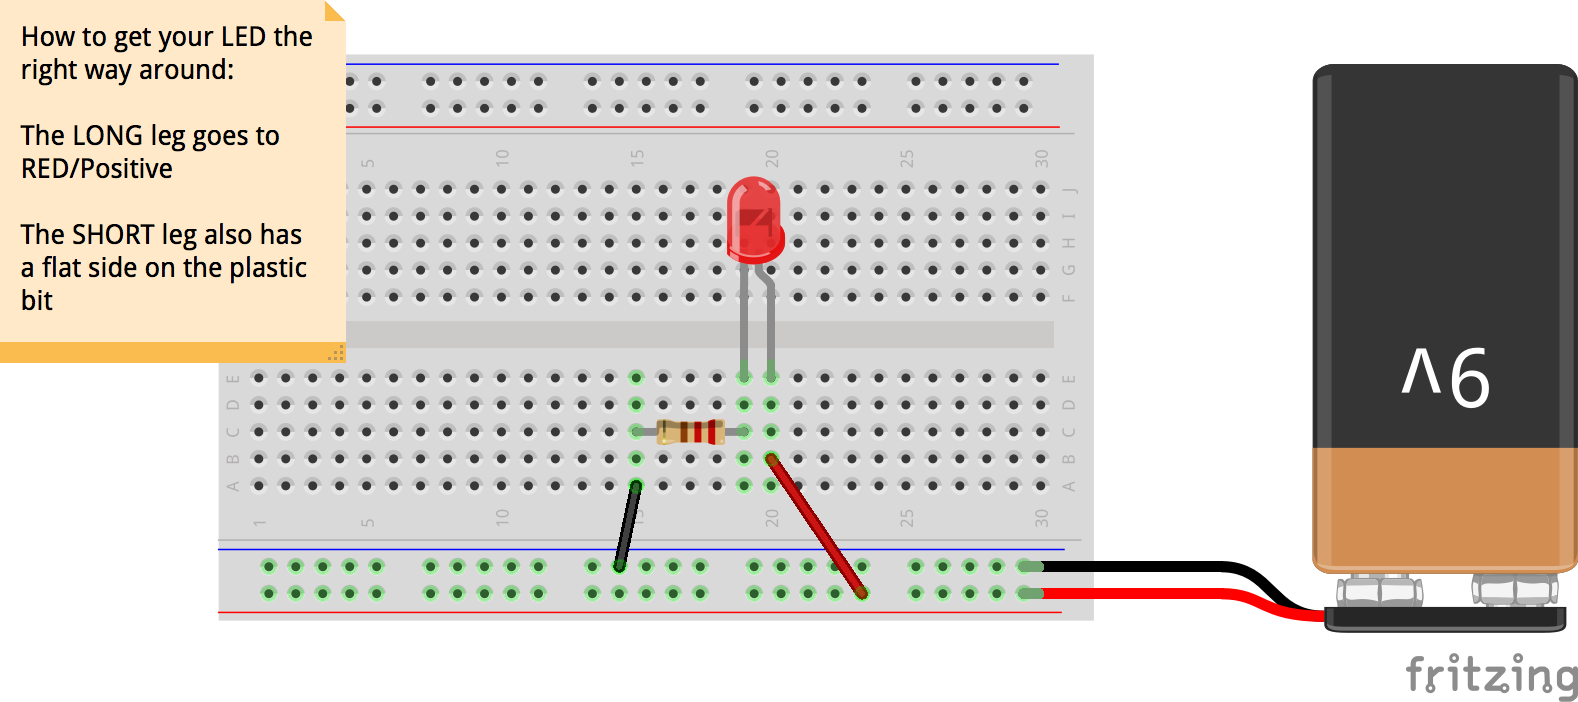 How to get your LED the
right way around:
The LONG leg goes to
RED/Positive
The SHORT leg also has
a flat side on the plastic
bit
5 10 15 20 25 30
J J
I
H
G
F
E E
D D
C C
B B
A A
1 5 10 15 20 25 30
9V
fritzing